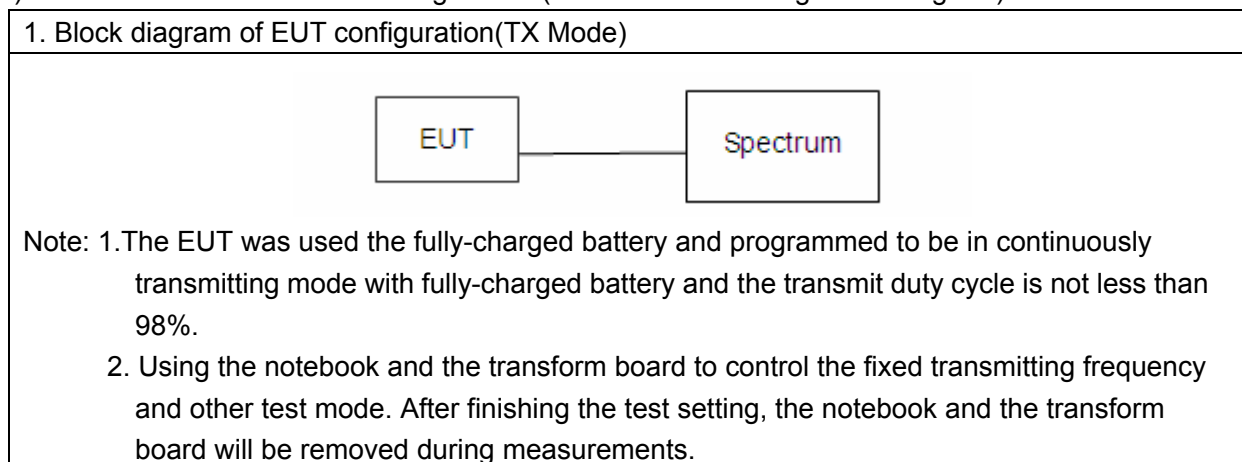 1. Block diagram of EUT configuration(TX Mode)
EUT
Spectrum
Note: 1.The EUT was used the fully-charged battery and programmed to be in continuously
transmitting mode with fully-charged battery and the transmit duty cycle is not less than
98%.
2. Using the notebook and the transform board to control the fixed transmitting frequency
and other test mode. After finishing the test setting, the notebook and the transform
board will be removed during measurements.